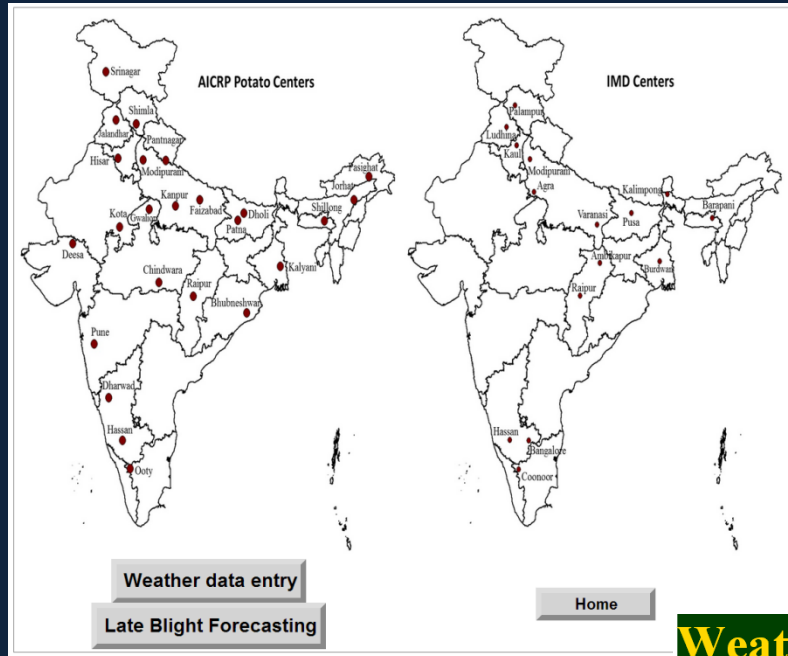 AICRP Potato Centers
Srinagar
Shimla
Jalandhar
Pantnagar
Hisar
Modipuram
Pasighat
Jorhat
Kanpur
Faizabad
Shillong
Dholi
Kota
Gwalior
Patna
Deesa
Chindwara
Kalyani
Raipur
Bhubneshwar
Pune
Dharwad
Hassan
Ooty
IMD Centers
Palampur
Ludhina
Kaul
Modipuram
Agra
Kalimpong
Barapani
Varanasi
Pusa
Ambikapur
Burdwan
Raipur
Hassan
Bangalore
Coonoor
Weather data entry
Late Blight Forecasting
Home
Weat